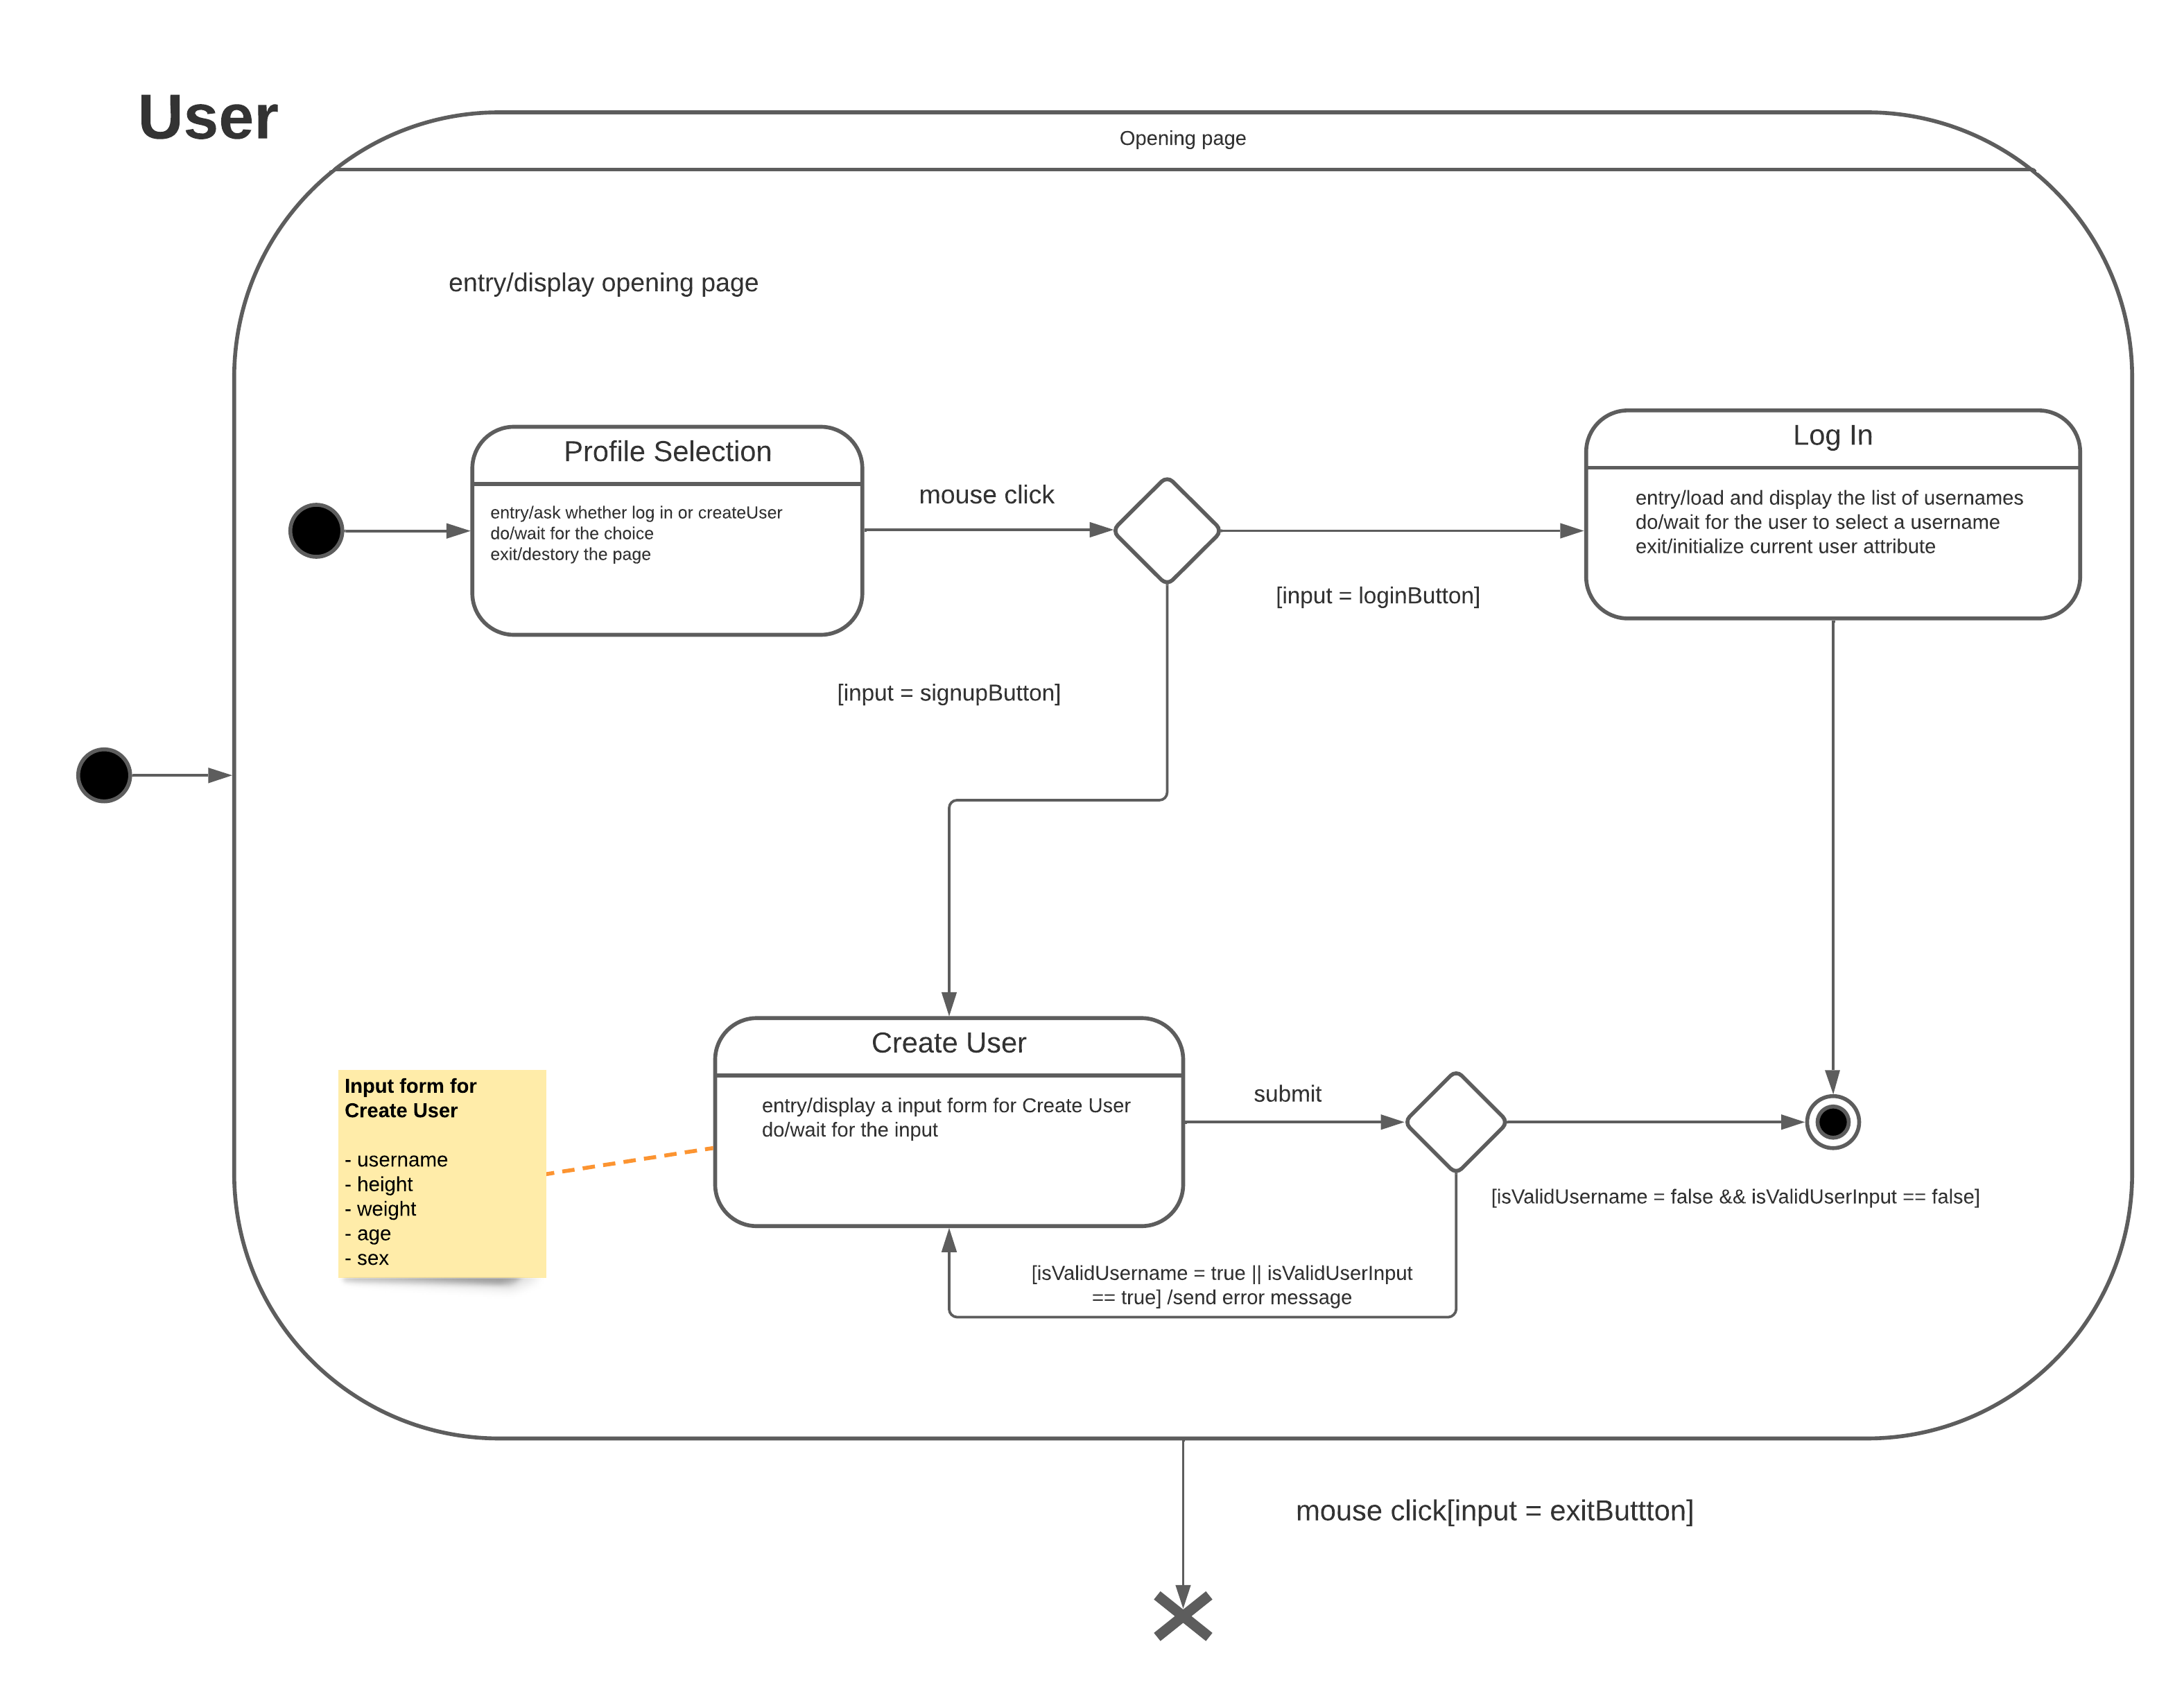 User
Opening page
entry/display opening page
Profile Selection
entry/ask whether log in or createUser
do/wait for the choice
exit/destory the page
mouse click
[input = loginButton]
Log In
entry/load and display the list of usernames
do/wait for the user to select a username
exit/initialize current user attribute
[input = signupButton]
Create User
entry/display a input form for Create User
do/wait for the input
Input form for
Create User
- username
- height
- weight
- age
- sex
submit
[isValidUsername = false && isValidUserInput == false]
[isValidUsername = true || isValidUserInput
== true] /send error message
mouse click[input = exitButtton]